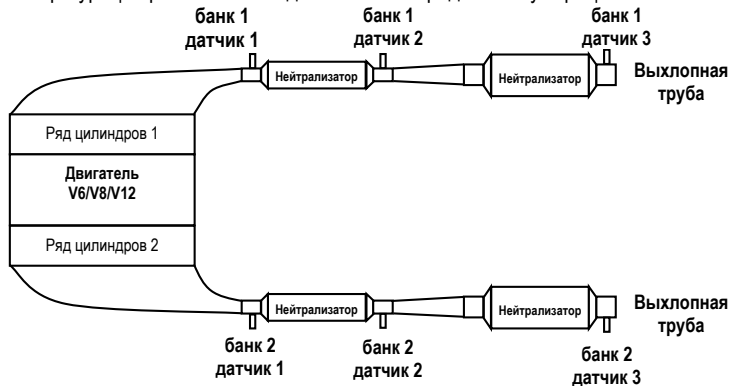 банк 1
датчик 1
банк 1
датчик 2
банк 1
датчик 3
Нейтрализатор
Нейтрализатор
Выхлопная
труба
Ряд цилиндров 1
Двигатель
V6/V8/V12
Ряд цилиндров 2
Нейтрализатор
Нейтрализатор
Выхлопная
труба
банк 2
датчик 1
банк 2
датчик 2
банк 2
датчик 3